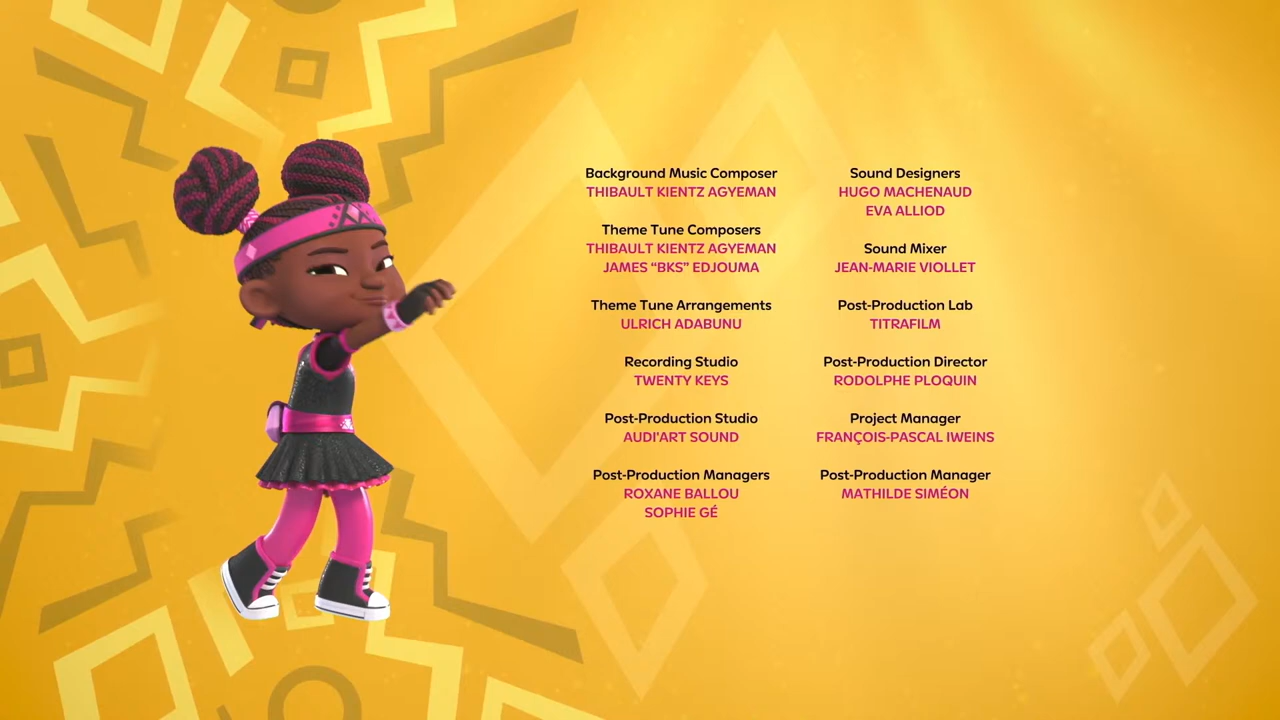 Background Music Composer
THIBAULT KIENTZ AGYEMAN
Theme Tune Composers
THIBAULT KIENTZ AGYEMAN
JAMES “BKS” EDJOUMA
Theme Tune Arrangements
ULRICH ADABUNU
Recording Studio
TWENTY KEYS
Post-Production Studio
AUDI'ART SOUND
Post-Production Managers
ROXANE BALLOU
SOPHIE GÉ
Sound Designers
HUGO MACHENAUD
EVA ALLIOD
Sound Mixer
JEAN-MARIE VIOLLET
Post-Production Lab
TITRAFILM
Post-Production Director
RODOLPHE PLOQUIN
Project Manager
FRANÇOIS-PASCAL IWEINS
Post-Production Manager
MATHILDE SIMÉON